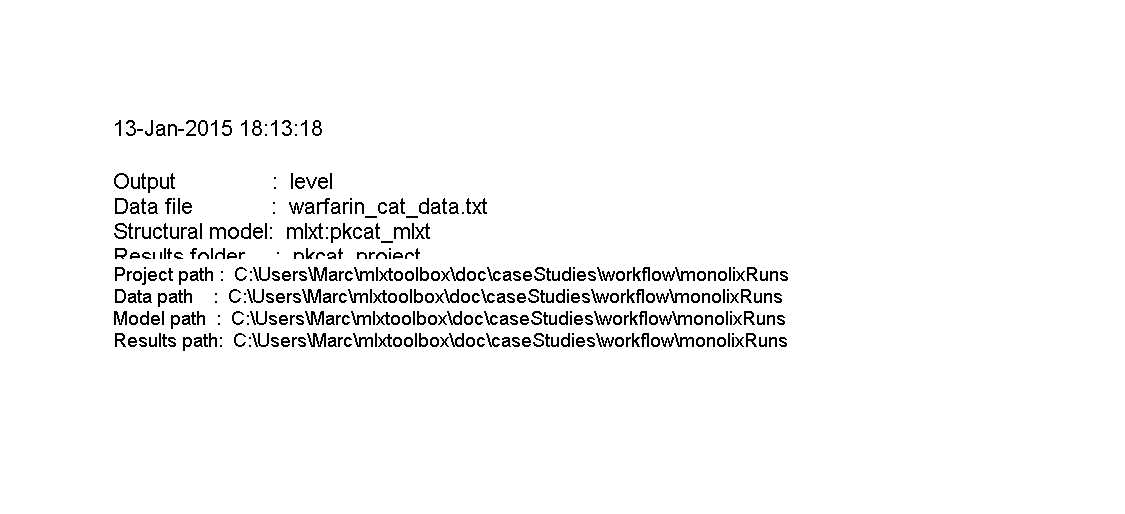 13-Jan-2015 18:13:18
Output : level
Data file : warfarin_cat_data.txt
Structural model: mlxt:pkcat_mlxt
Results folder : pkcat_project
Project path : C:\Users\Marc\mlxtoolbox\doc\caseStudies\workflow\monolixRuns
Data path : C:\Users\Marc\mlxtoolbox\doc\caseStudies\workflow\monolixRuns
Model path : C:\Users\Marc\mlxtoolbox\doc\caseStudies\workflow\monolixRuns
Results path: C:\Users\Marc\mlxtoolbox\doc\caseStudies\workflow\monolixRuns